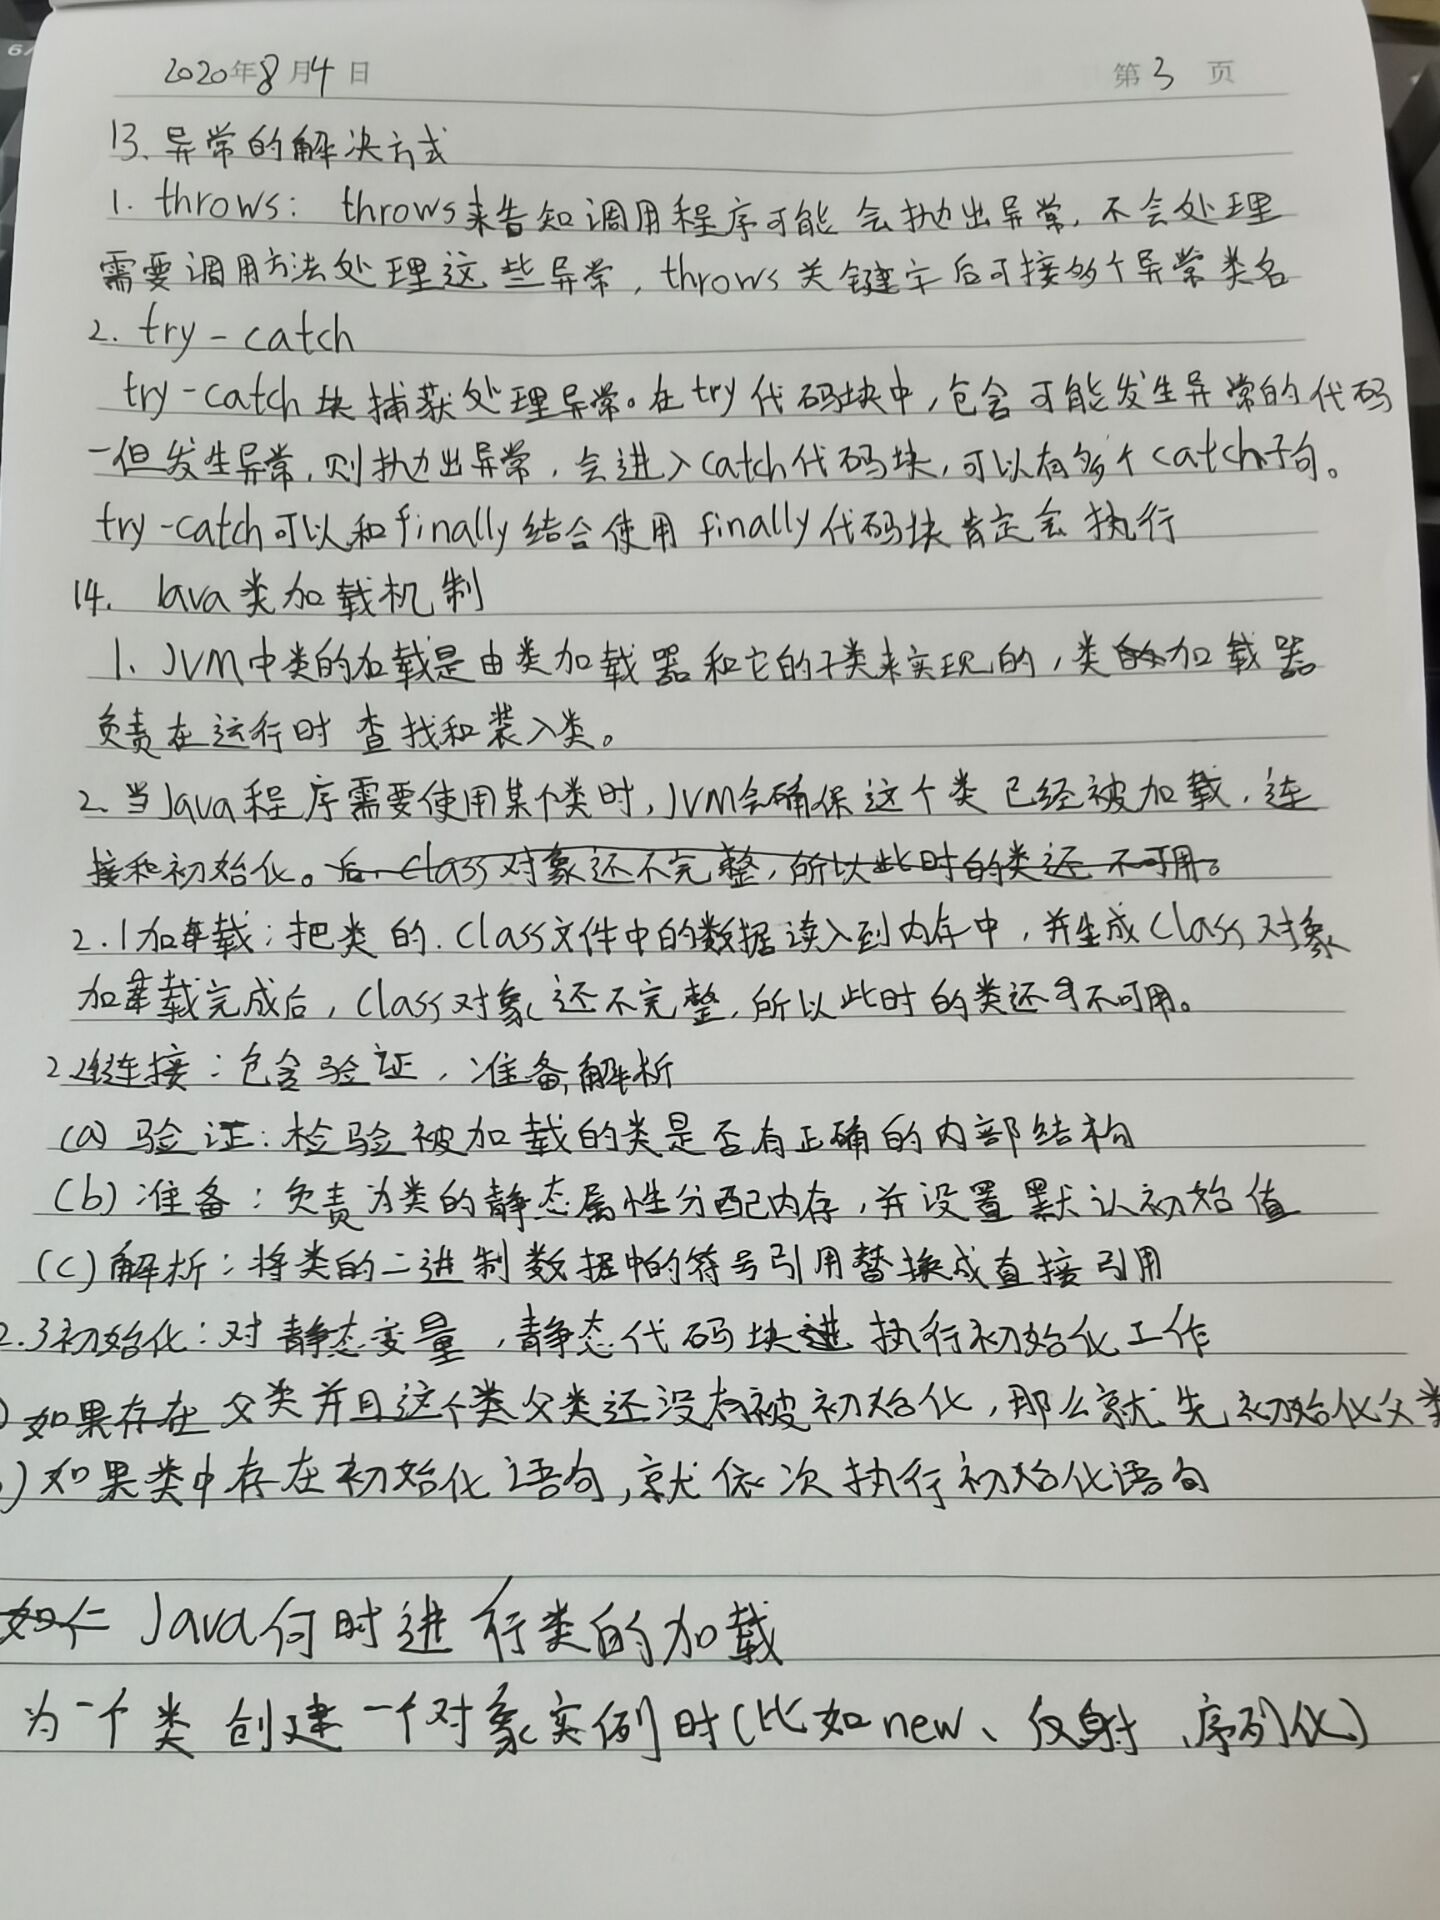 2020年8月4日 第3页
13.异常的解决方式
1. throws: throws来告知调用程序可能会抛出异常,不会处理
需要调用方法处理这些异常,throws关键字后可接多个异常类名
2. try-catch
try-catch块捕获处理异常。在try代码块中,包含可能发生异常的代码
一但发生异常,则抛出异常,会进入catch代码块,可以有多个catch子句。
try-catch可以和finally结合使用 finally代码块肯定会执行
14. Java类加载机制
1. JVM中类的加载是由类加载器和它的子类来实现的,类加载器
负责在运行时查找和装入类。
2.当Java程序需要使用某个类时,JVM会确保这个类已经被加载,连
接和初始化。后,Class对象还不完整,所以此时的类还不可用。
2.1加载:把类的.Class文件中的数据读入到内存中,并生成Class对象
加载完成后,Class对象还不完整,所以此时的类还不可用。
2.2连接:包含验证,准备,解析
(a)验证:检验被加载的类是否有正确的内部结构
(b)准备:负责为类的静态属性分配内存,并设置默认初始值
(c)解析:将类的二进制数据中的符号引用替换成直接引用
2.3初始化:对静态变量,静态代码块执行初始化工作
)如果存在父类并且这个类父类还没有被初始化,那么就先初始化父类
)如果类中存在初始化语句,就依次执行初始化语句
Java何时进行类的加载
为一个类创建一个对象实例时(比如new、反射、序列化)